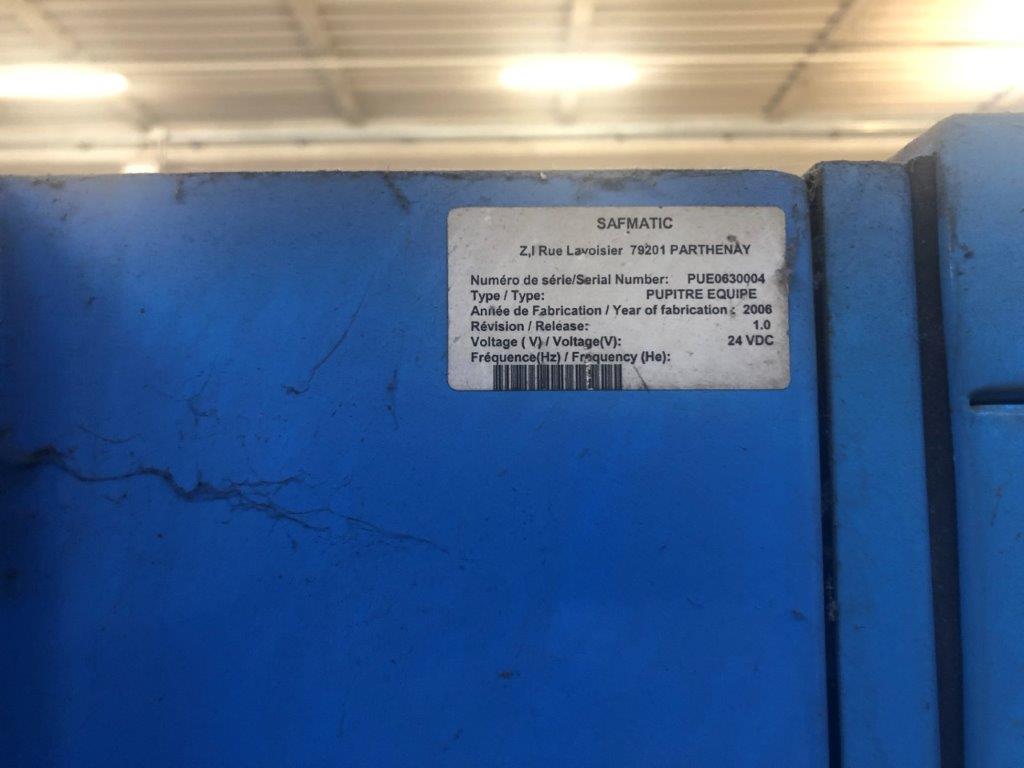 SAFMATIC
Z,I Rue Lavoisier 79201 PARTHENAY
Numéro de série/Serial Number: PUE0630004
Type / Type: PUPITRE EQUIPE
Année de Fabrication / Year of fabrication : 2006
Révision / Release: 1.0
Voltage ( V) / Voltage(V): 24 VDC
Fréquence(Hz) / Frequency (He):